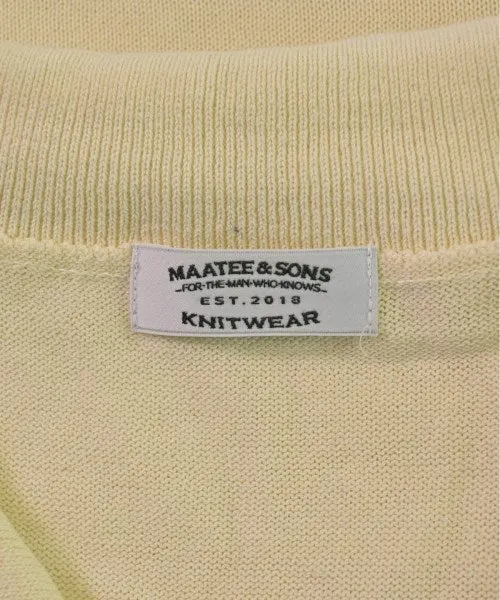 MAATEE & SONS
-FOR-THE-MAN-WHO-KNOWS-
EST.2018
KNITWEAR